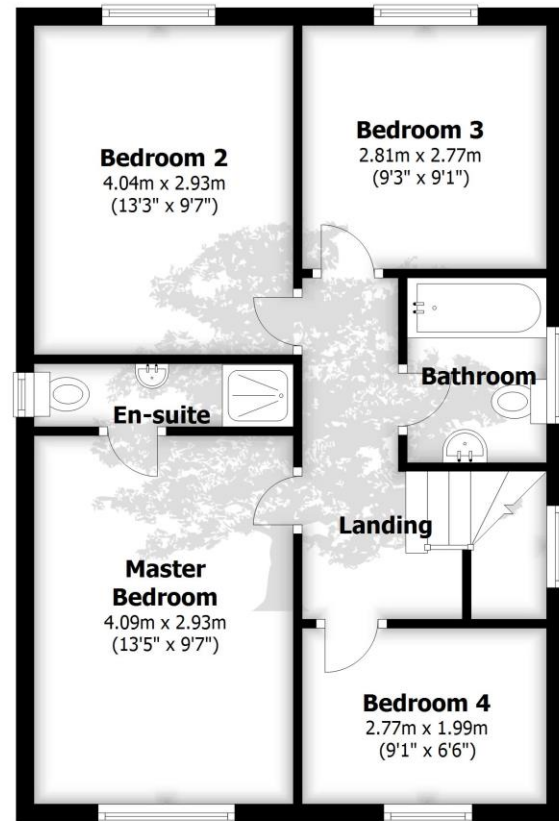 Bedroom 2
4.04m x 2.93m
(13'3" x 9'7")
Bedroom 3
2.81m x 2.77m
(9'3" x 9'1")
Bathroom
En-suite
Landing
Master
Bedroom
4.09m x 2.93m
(13'5" x 9'7")
Bedroom 4
2.77m x 1.99m
(9'1" x 6'6")